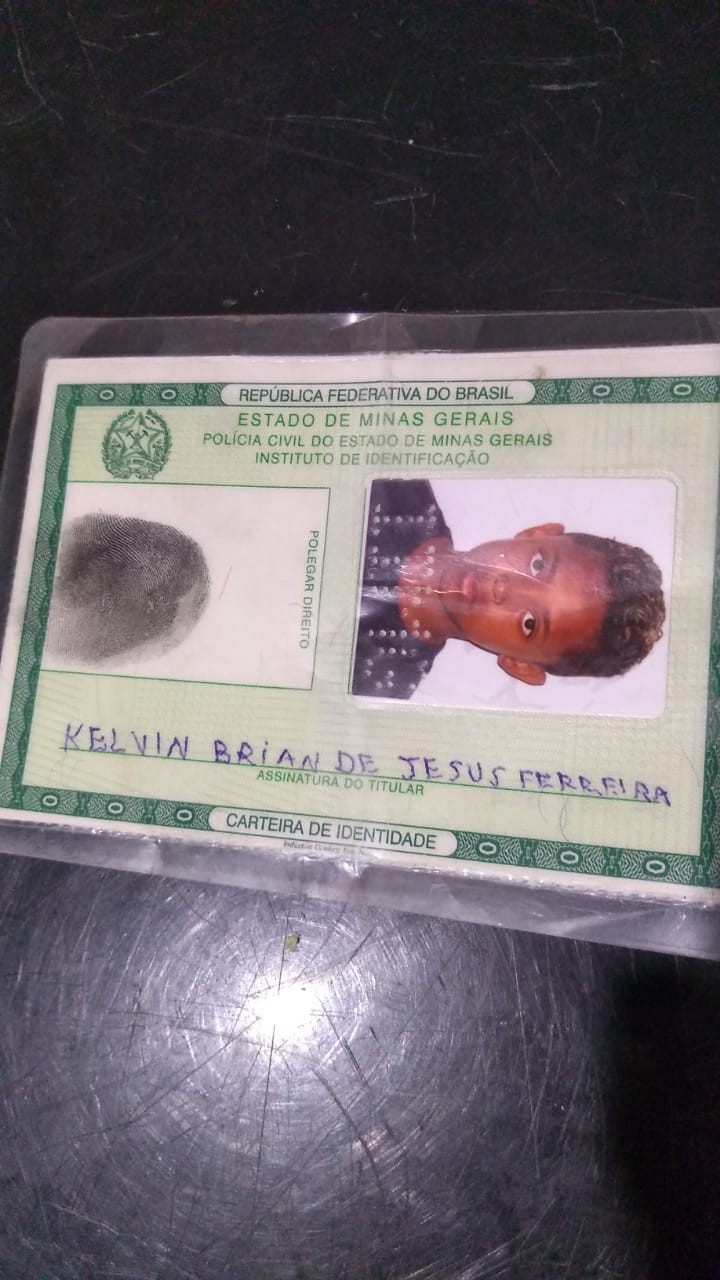 REPÚBLICA FEDERATIVA DO BRASIL
ESTADO DE MINAS GERAIS
POLÍCIA CIVIL DO ESTADO DE MINAS GERAIS
INSTITUTO DE IDENTIFICAÇÃO
POLEGAR DIREITO
KELVIN BRIAN DE JESUS FERREIRA
ASSINATURA DO TITULAR
CARTEIRA DE IDENTIDADE